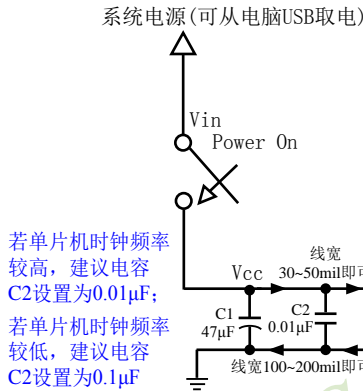 系统电源(可从电脑USB取电)
Vin
Power On
若单片机时钟频率
较高，建议电容
C2设置为0.01μF；
若单片机时钟频率
较低，建议电容
C2设置为0.1μF
Vcc
线宽
30~50mil即可
C1
47μF
C2
0.01μF
线宽100~200mil即可